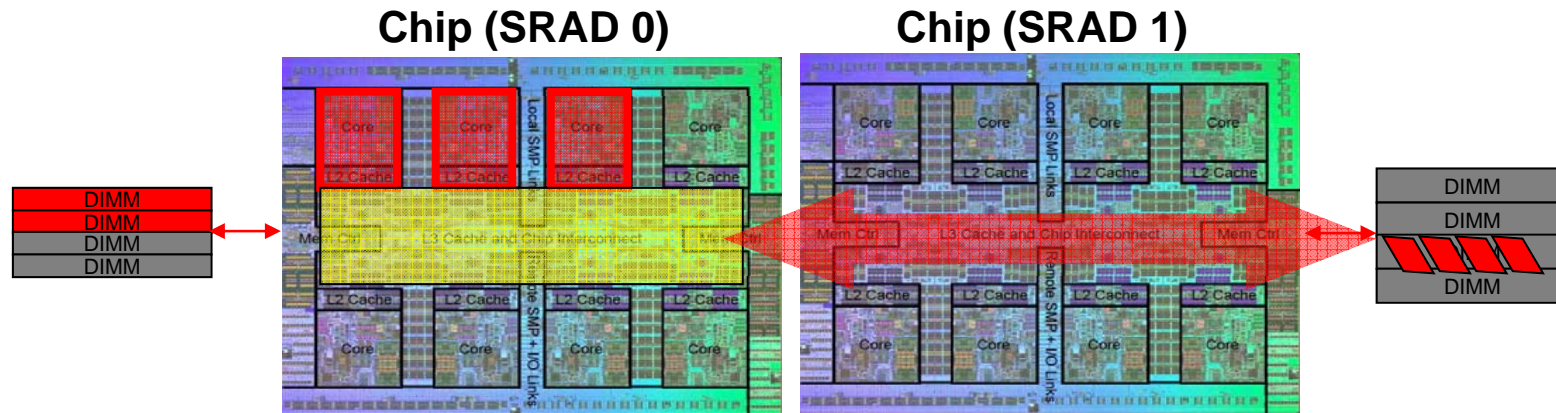 Chip (SRAD 0)
Chip (SRAD 1)
DIMM
DIMM
DIMM
DIMM
Core Core Core Core
L2 Cache L2 Cache L2 Cache L2 Cache
Local SMP Links
Mem Ctrl L3 Cache and Chip Interconnect Mem Ctrl
Remote SMP + I/O Links
L2 Cache L2 Cache L2 Cache L2 Cache
Core Core Core Core
Core Core Core Core
L2 Cache L2 Cache L2 Cache L2 Cache
Local SMP Links
Mem Ctrl L3 Cache and Chip Interconnect Mem Ctrl
Remote SMP + I/O Links
L2 Cache L2 Cache L2 Cache L2 Cache
Core Core Core Core
DIMM
DIMM
DIMM